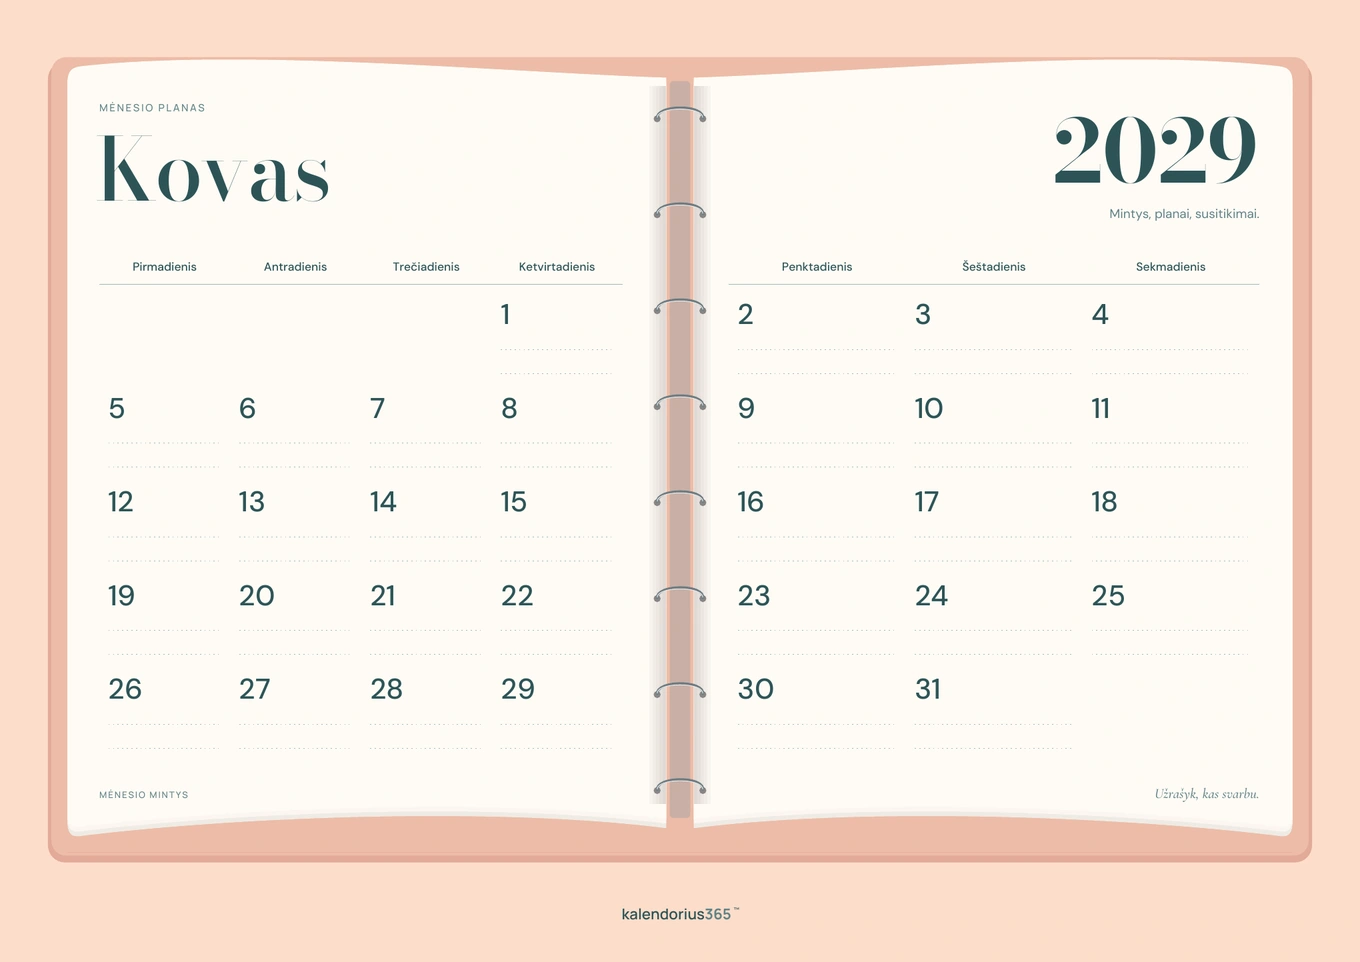 MĖNESIO PLANAS
Kovas
2029
Mintys, planai, susitikimai.
Pirmadienis Antradienis Trečiadienis Ketvirtadienis Penktadienis Šeštadienis Sekmadienis
1 2 3 4
5 6 7 8 9 10 11
12 13 14 15 16 17 18
19 20 21 22 23 24 25
26 27 28 29 30 31
MĖNESIO MINTYS
Užrašyk, kas svarbu.
kalendorius365™